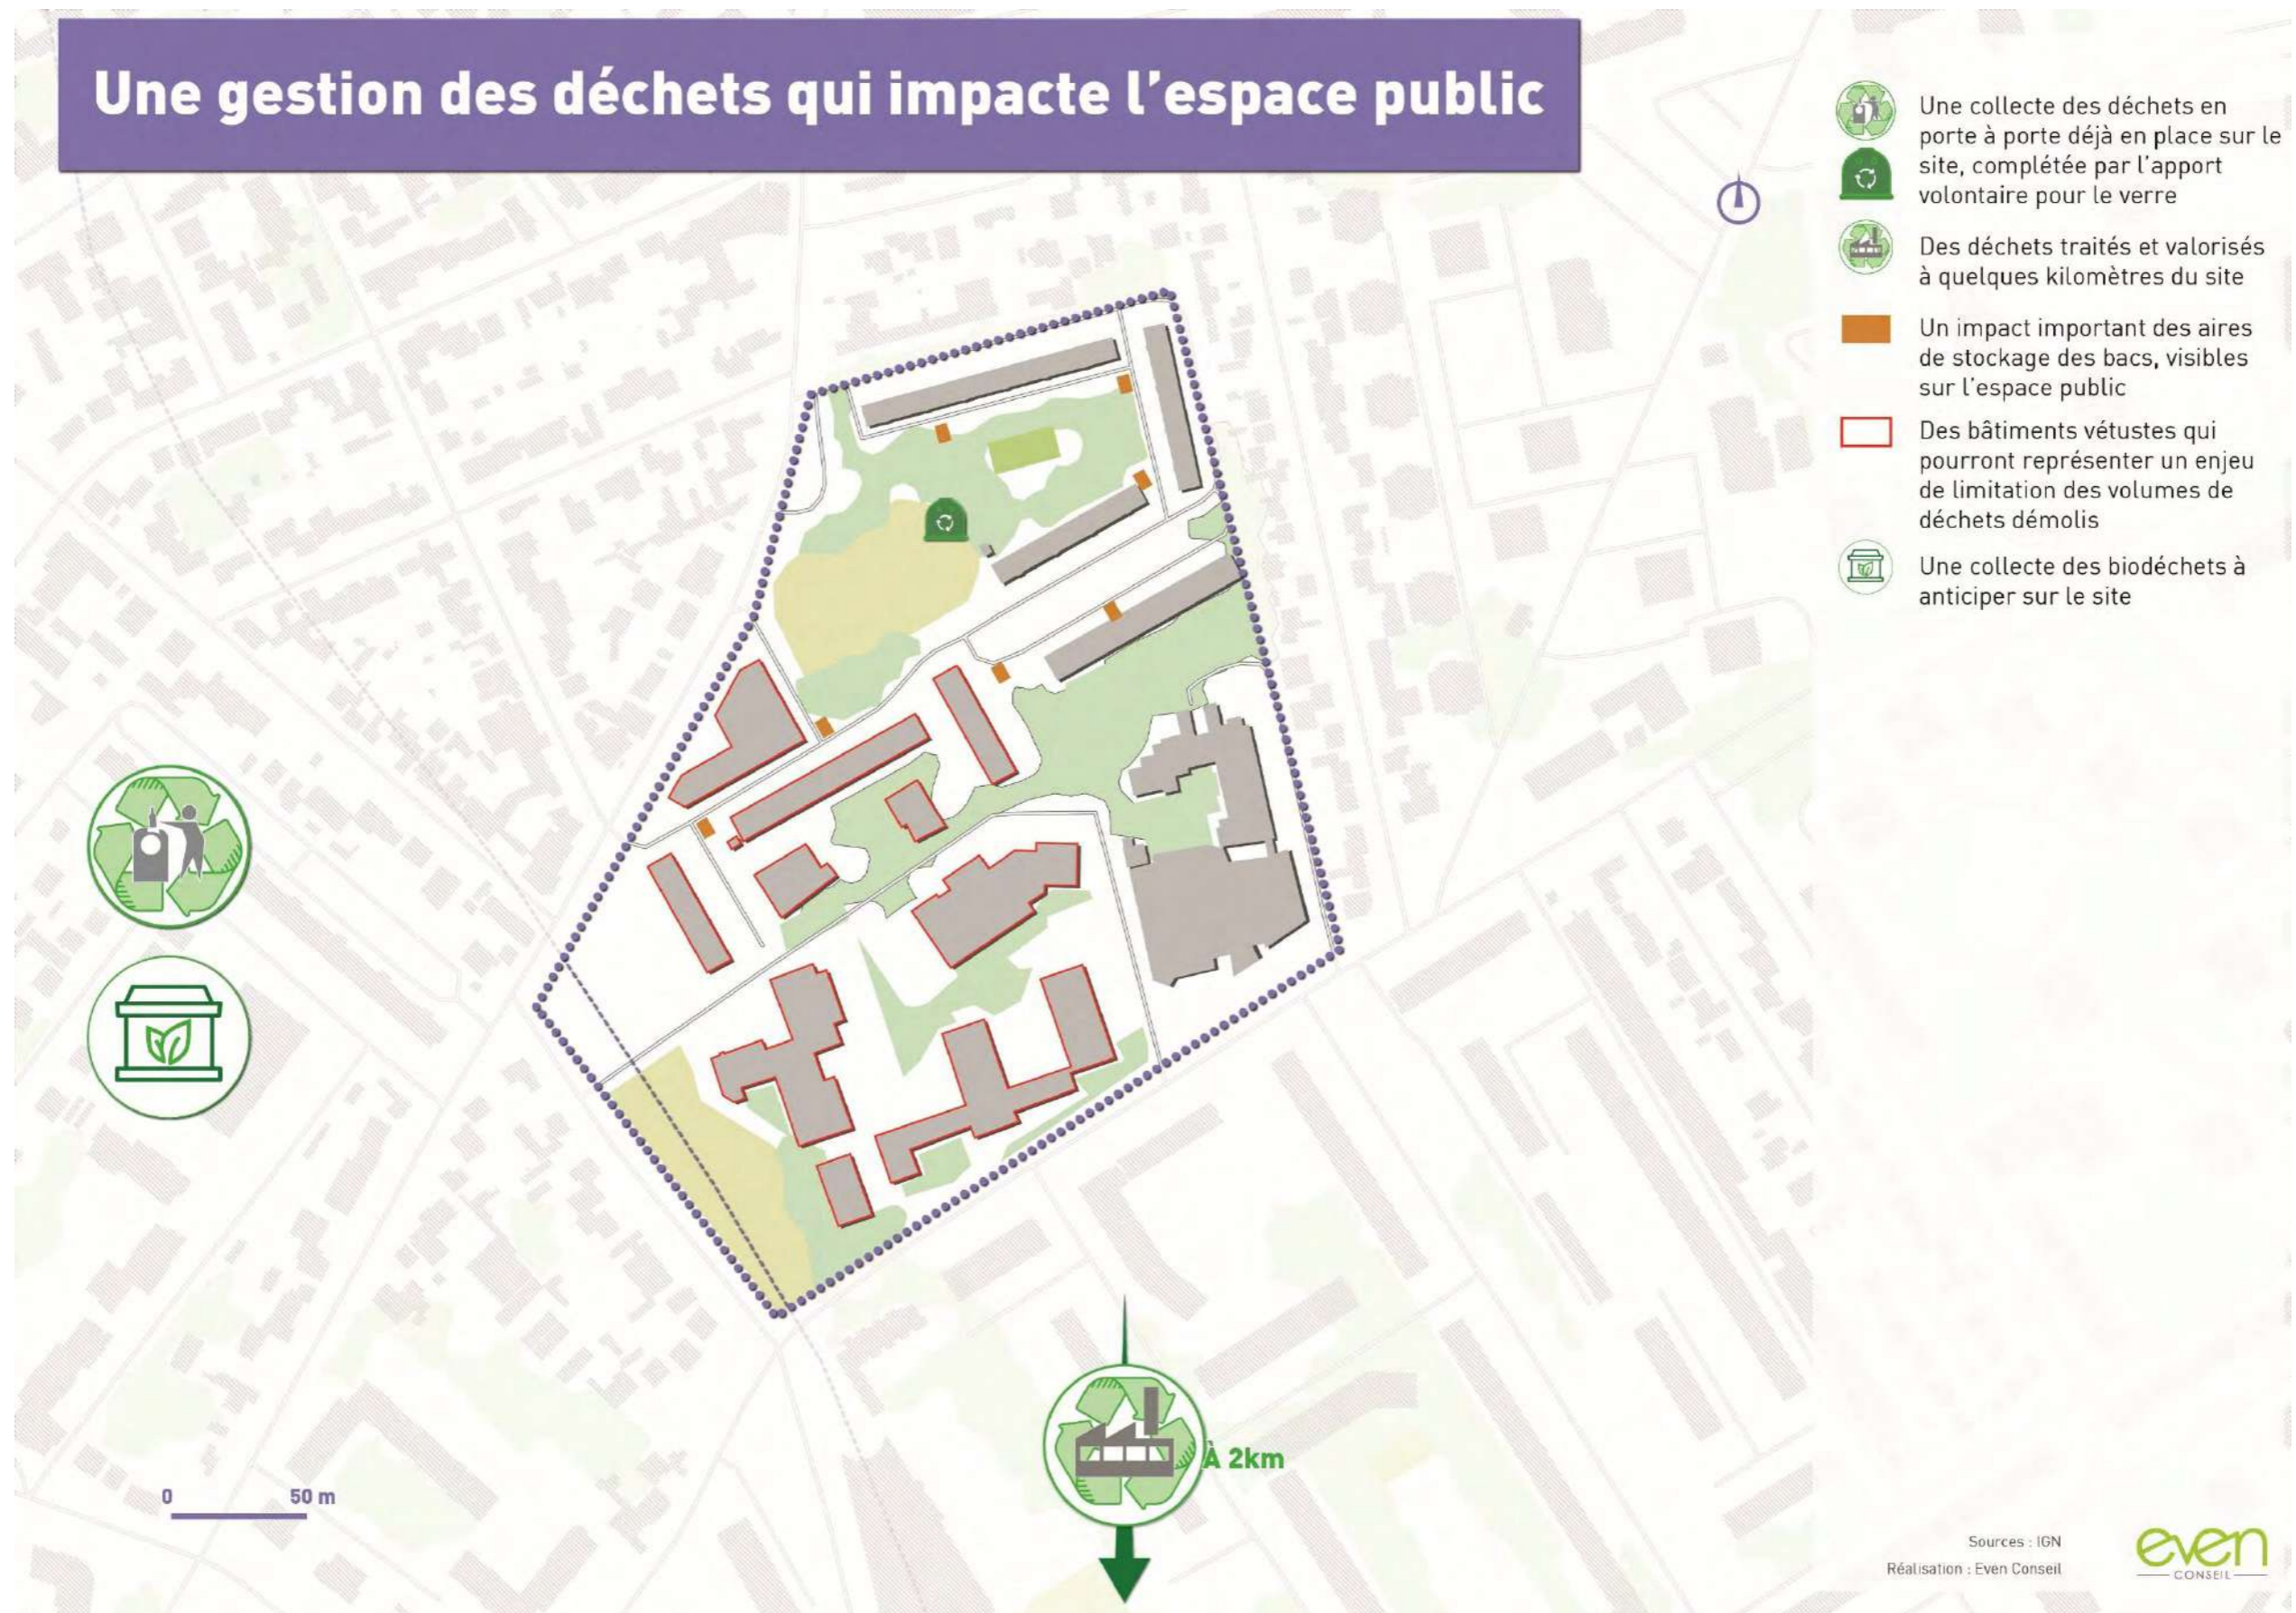 Une gestion des déchets qui impacte l'espace public
Une collecte des déchets en
porte à porte déjà en place sur le
site, complétée par l'apport
volontaire pour le verre
Des déchets traités et valorisés
à quelques kilomètres du site
Un impact important des aires
de stockage des bacs, visibles
sur l'espace public
Des bâtiments vétustes qui
pourront représenter un enjeu
de limitation des volumes de
déchets démolis
Une collecte des biodéchets à
anticiper sur le site
À 2km
0 50 m
Sources : IGN
Réalisation : Even Conseil
even
CONSEIL